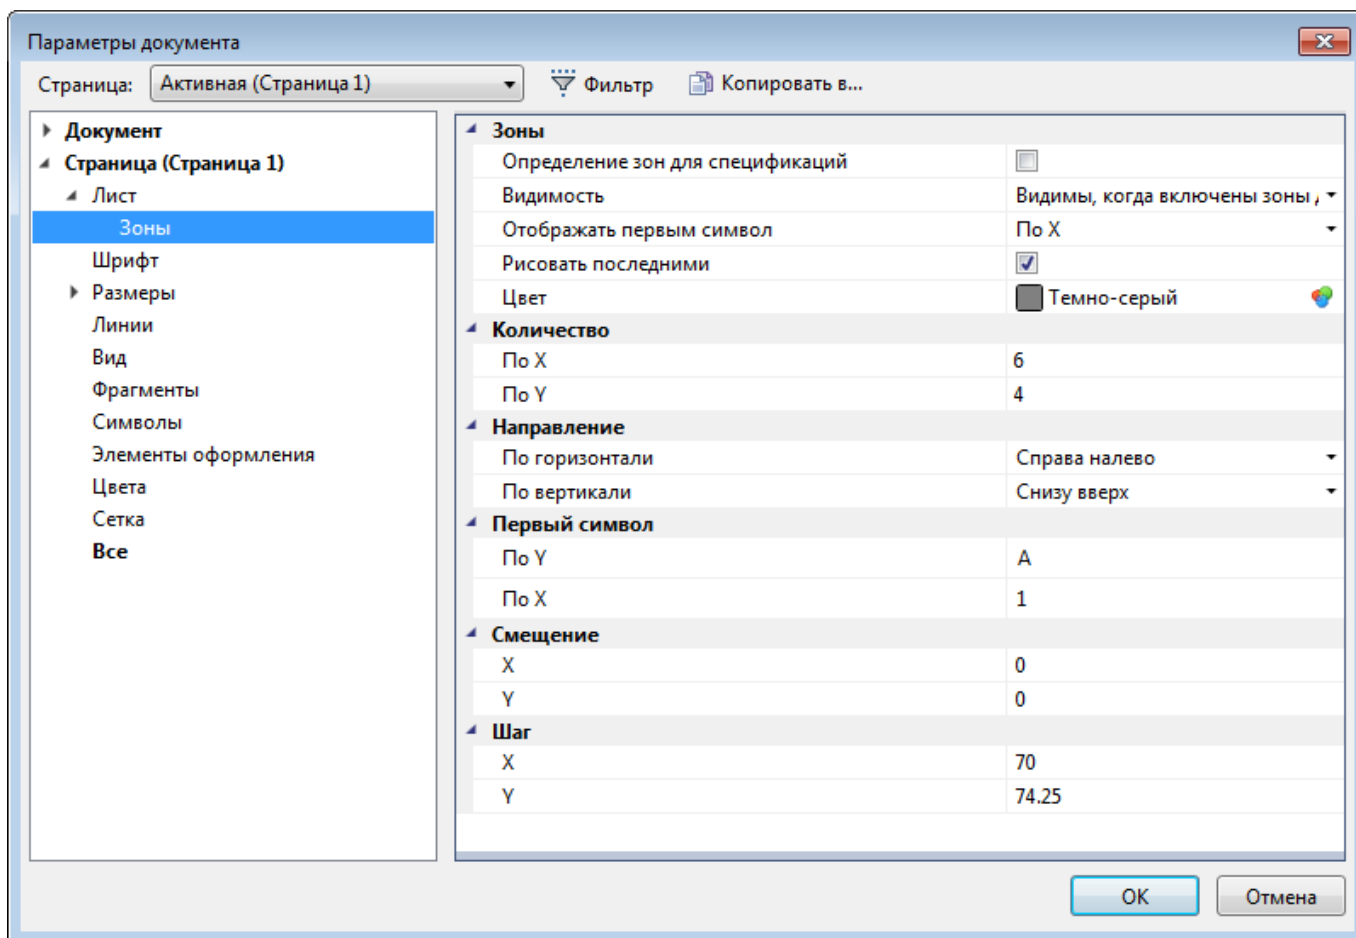 Параметры документа
Страница: Активная (Страница 1) Фильтр Копировать в...
Документ
Страница (Страница 1)
Лист
Зоны
Шрифт
Размеры
Линии
Вид
Фрагменты
Символы
Элементы оформления
Цвета
Сетка
Все
Зоны
Определение зон для спецификаций
Видимость Видимы, когда включены зоны
Отображать первым символ По X
Рисовать последними
Цвет Темно-серый
Количество
По X 6
По Y 4
Направление
По горизонтали Справа налево
По вертикали Снизу вверх
Первый символ
По Y A
По X 1
Смещение
X 0
Y 0
Шаг
X 70
Y 74.25
ОК Отмена